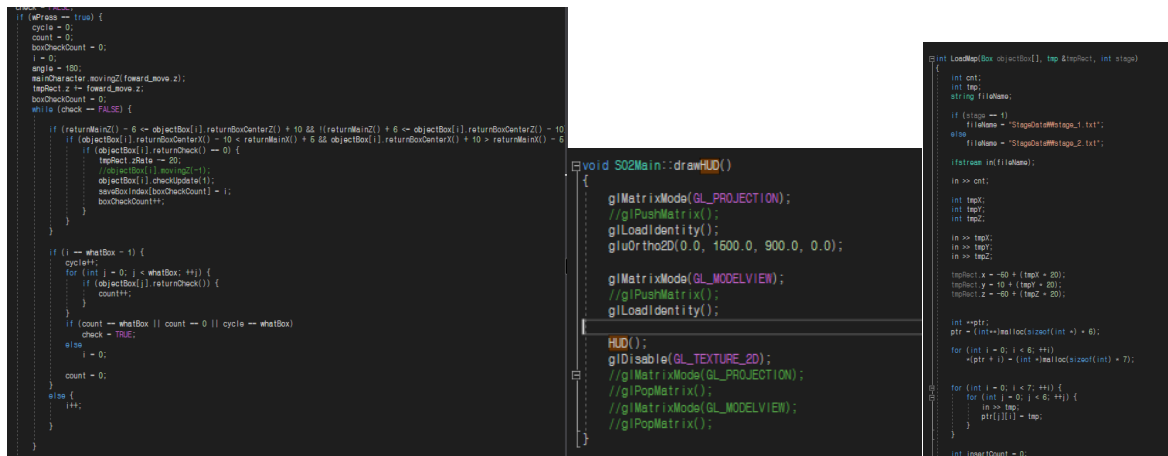 check = FALSE;
if (wPress == true) {
cycle = 0;
count = 0;
boxCheckCount = 0;
i = 0;
angle = 180;
mainCharacter.movingZ(foward_move.z);
tmpRect.z += foward_move.z;
boxCheckCount = 0;
while (check == FALSE) {
if (returnMainZ() - 6 <= objectBox[i].returnBoxCenterZ() + 10 && !(returnMainZ() + 6 <= objectBox[i].returnBoxCenterZ() - 10
if (objectBox[i].returnBoxCenterX() - 10 < returnMainX() + 6 && objectBox[i].returnBoxCenterX() + 10 > returnMainX() - 6
if (objectBox[i].returnCheck() == 0) {
tmpRect.zRate -= 20;
//objectBox[i].movingZ(-1);
objectBox[i].checkUpdate(1);
saveBoxIndex[boxCheckCount] = i;
boxCheckCount++;
}
}
}
if (i == whatBox - 1) {
cycle++;
for (int j = 0; j < whatBox; ++j) {
if (objectBox[j].returnCheck()) {
count++;
}
}
if (count == whatBox || count == 0 || cycle == whatBox)
check = TRUE;
else
i = 0;
count = 0;
}
else {
i++;
}
}
void SO2Main::drawHUD()
{
glMatrixMode(GL_PROJECTION);
//glPushMatrix();
glLoadIdentity();
gluOrtho2D(0.0, 1500.0, 900.0, 0.0);
glMatrixMode(GL_MODELVIEW);
//glPushMatrix();
glLoadIdentity();
HUD();
glDisable(GL_TEXTURE_2D);
//glMatrixMode(GL_PROJECTION);
//glPopMatrix();
//glMatrixMode(GL_MODELVIEW);
//glPopMatrix();
}
int LoadMap(Box objectBox[], tmp &tmpRect, int stage)
{
int cnt;
int tmp;
string fileName;
if (stage == 1)
fileName = "StageData₩₩stage_1.txt";
else
fileName = "StageData₩₩stage_2.txt";
ifstream in(fileName);
in >> cnt;
int tmpX;
int tmpY;
int tmpZ;
in >> tmpX;
in >> tmpY;
in >> tmpZ;
tmpRect.x = -60 + (tmpX * 20);
tmpRect.y = 10 + (tmpY * 20);
tmpRect.z = -60 + (tmpZ * 20);
int **ptr;
ptr = (int**)malloc(sizeof(int *) * 6);
for (int i = 0; i < 6; ++i)
*(ptr + i) = (int *)malloc(sizeof(int) * 7);
for (int i = 0; i < 7; ++i) {
for (int j = 0; j < 6; ++j) {
in >> tmp;
ptr[j][i] = tmp;
}
}
int insertCount = 0;